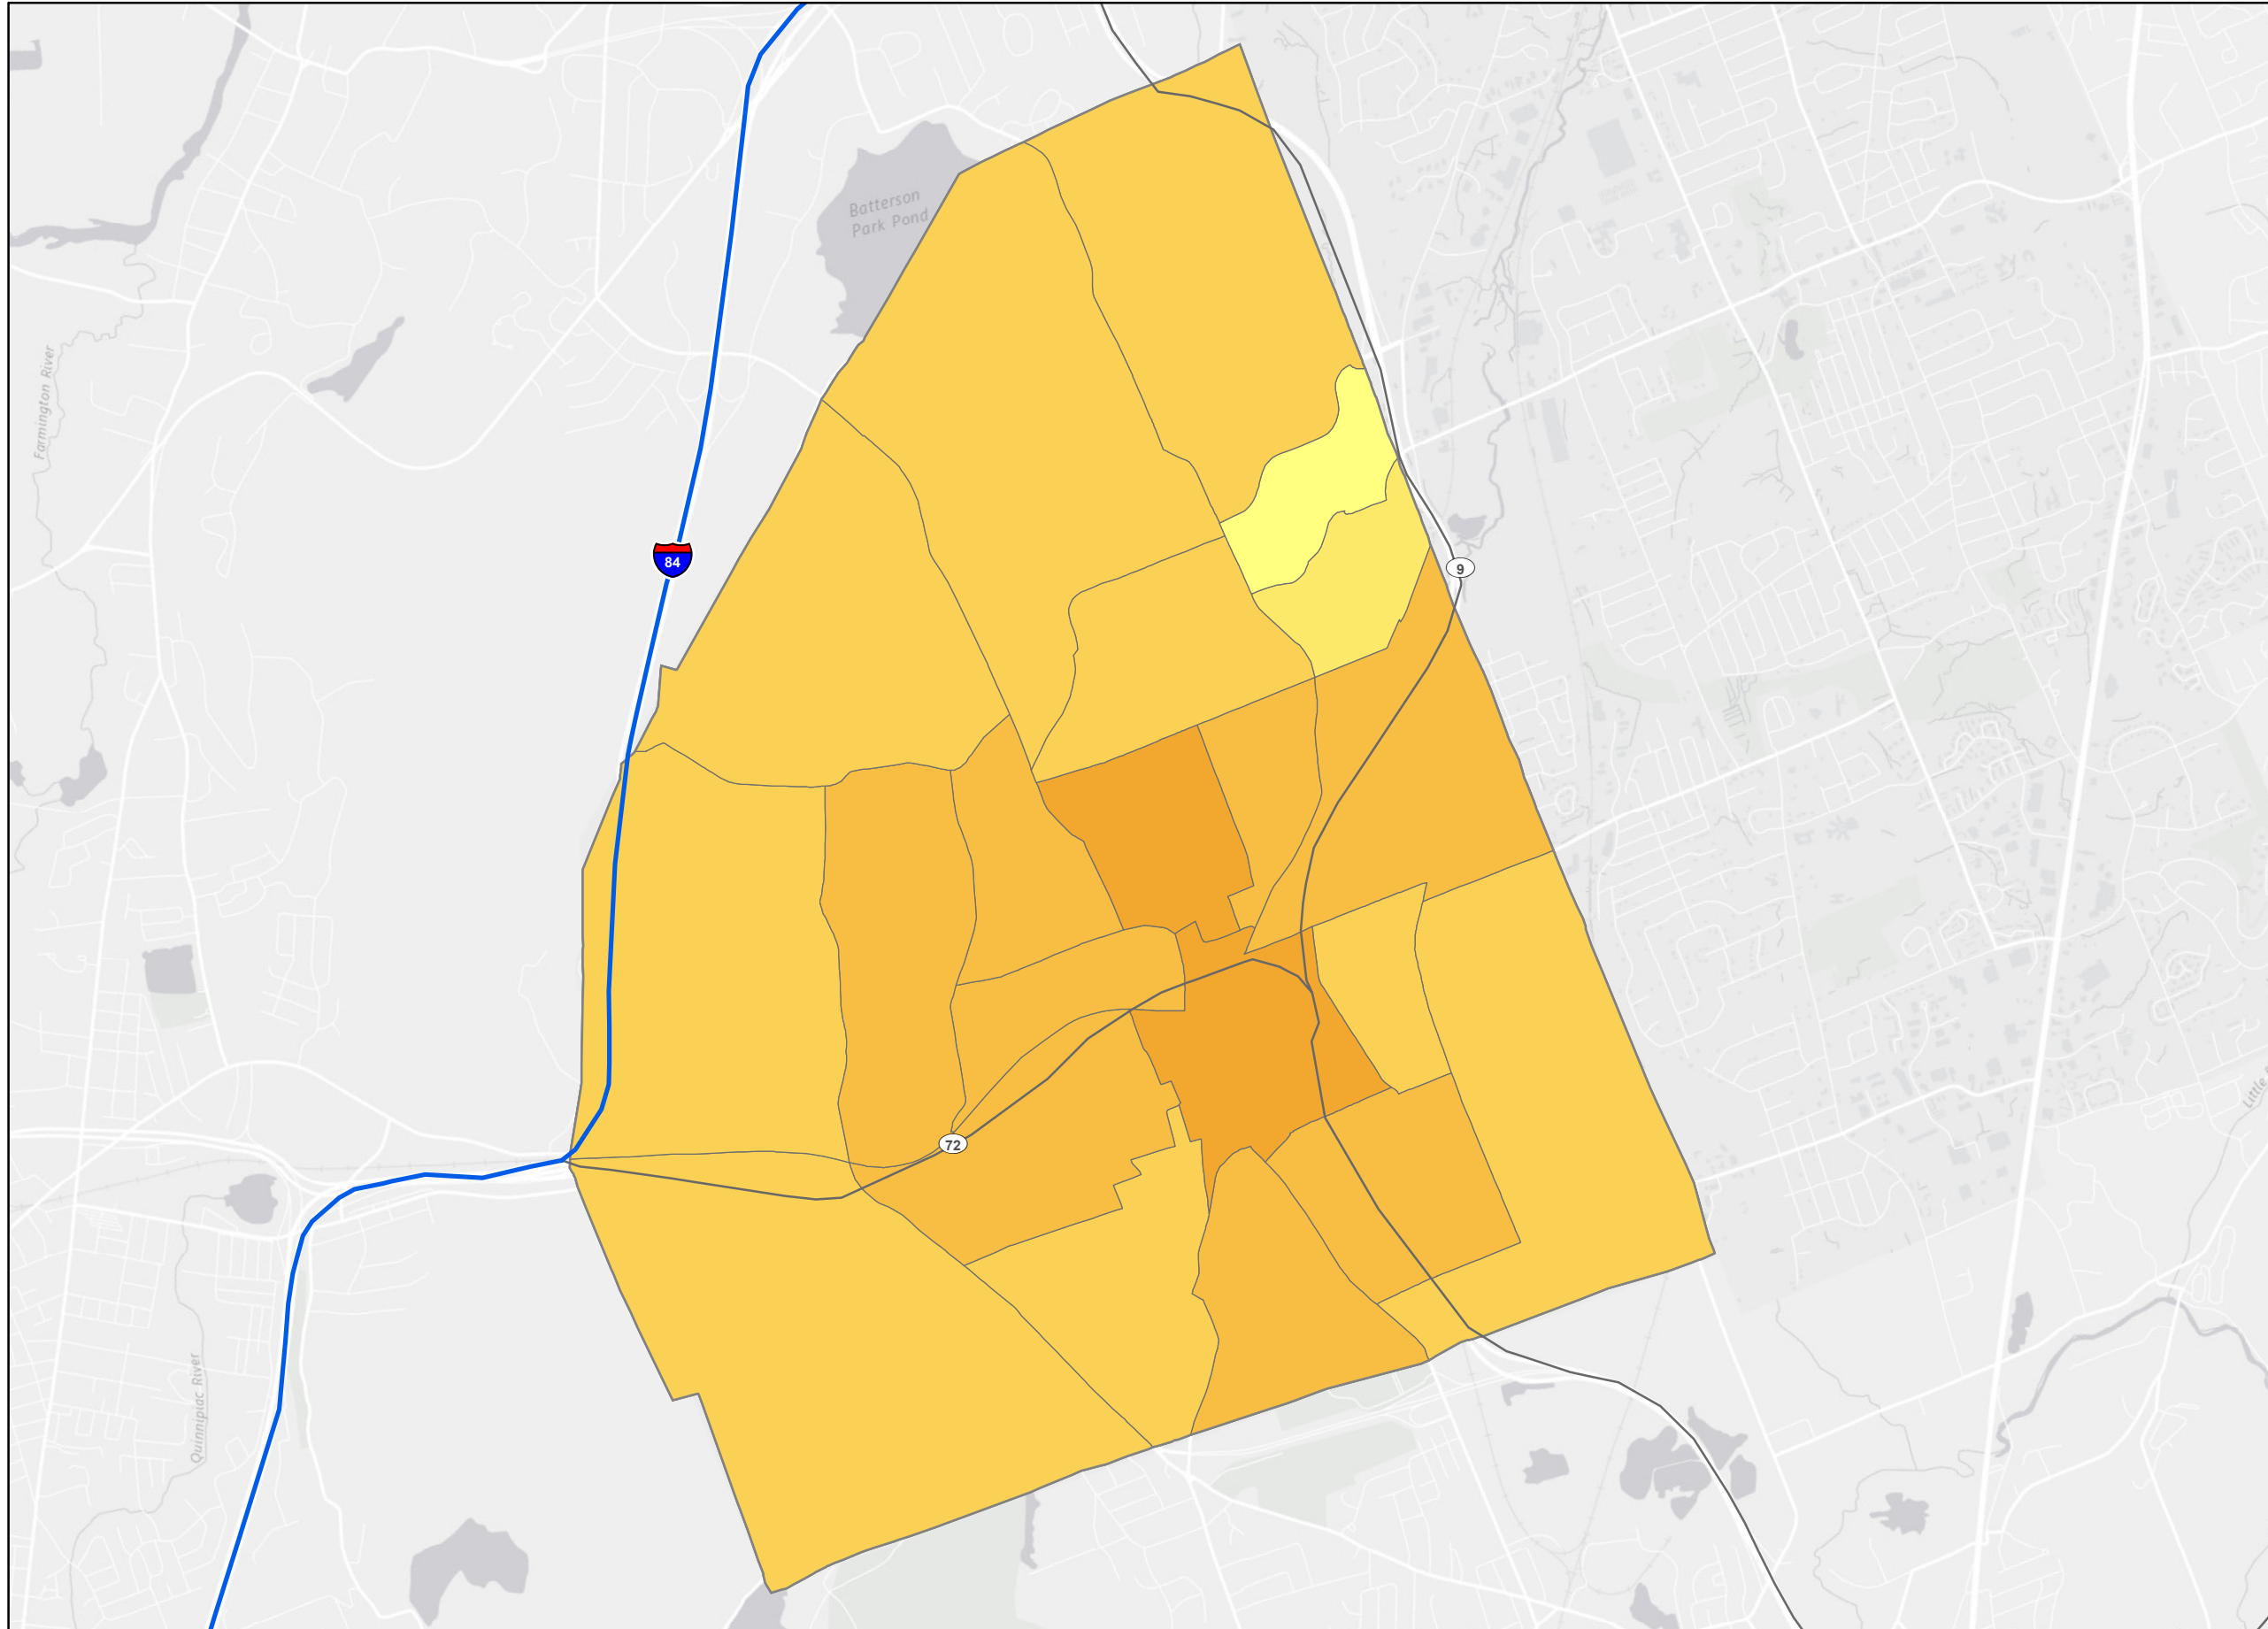 Batterson
Park Pond
Farmington River
84
9
72
Quinnipiac River
Little